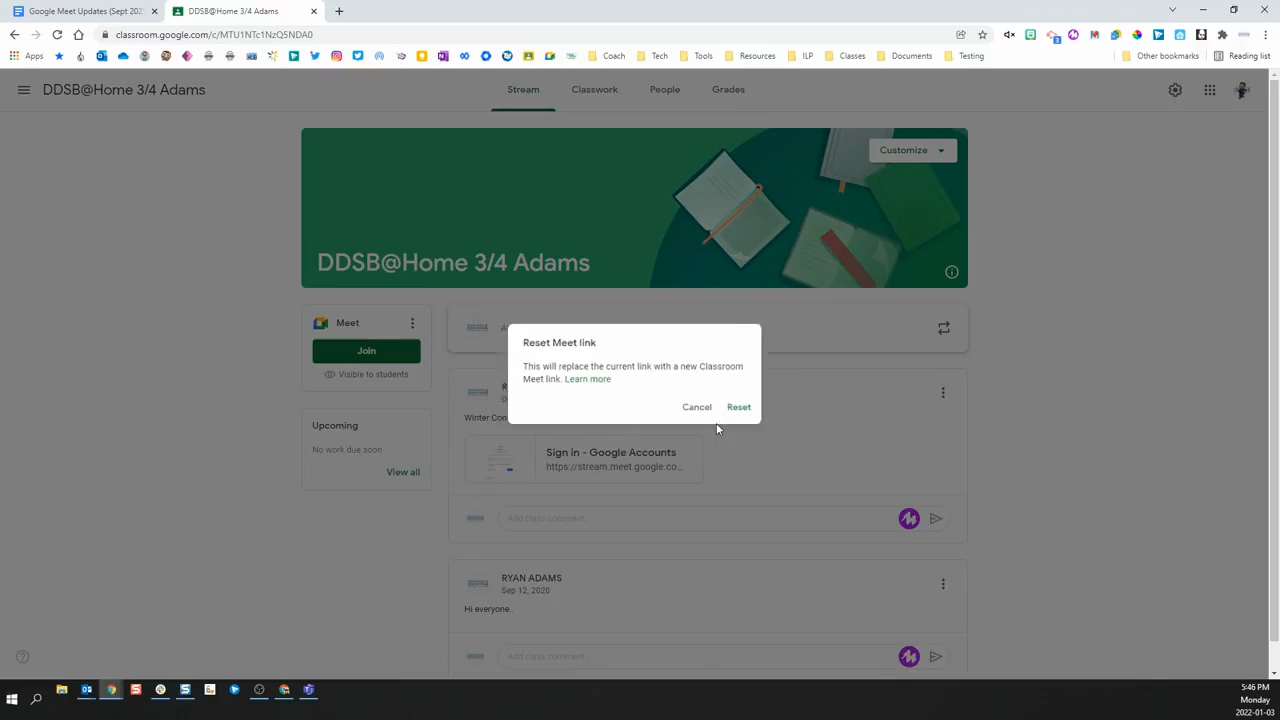 Google Meet Updates (Sept 202
DDSB@Home 3/4 Adams
classroom.google.com/c/MTU1NTc1NzQ5NDA0
Apps
Coach
Tech
Tools
Resources
ILP
Classes
Documents
Testing
Other bookmarks
Reading list
DDSB@Home 3/4 Adams
Stream
Classwork
People
Grades
Customize
DDSB@Home 3/4 Adams
Meet
Join
Visible to students
Upcoming
No work due soon
View all
Reset Meet link
This will replace the current link with a new Classroom
Meet link. Learn more
Cancel
Reset
Sign in - Google Accounts
https://stream.meet.google.co...
Add class comment...
RYAN ADAMS
Sep 12, 2020
Hi everyone..
Add class comment...
5:46 PM
Monday
2022-01-03